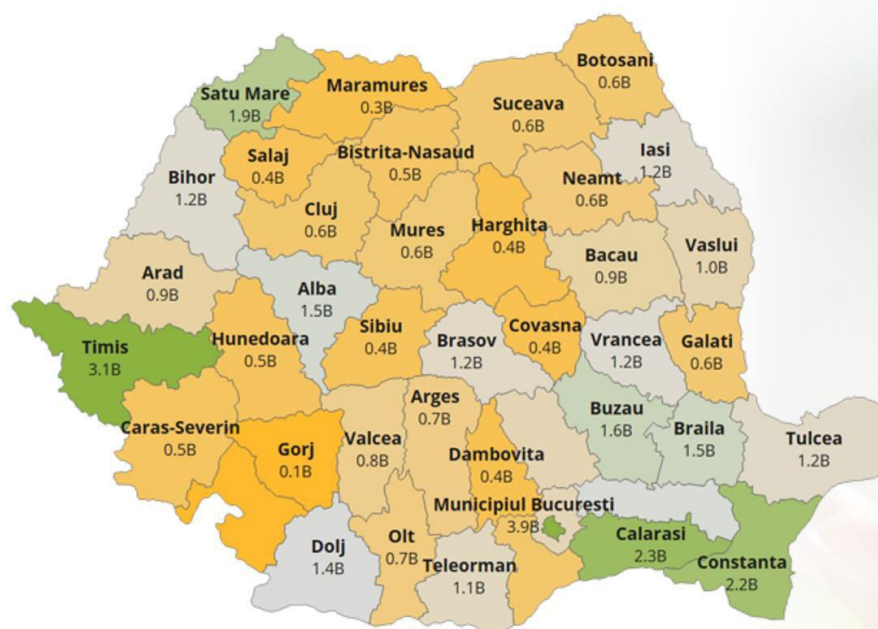 Botosani
0.6B
Satu Mare
1.9B
Maramures
0.3B
Suceava
0.6B
Iasi
1.2B
Salaj
0.4B
Bistrita-Nasaud
0.5B
Neamt
0.6B
Bihor
1.2B
Cluj
0.6B
Mures
0.6B
Harghita
0.4B
Bacau
0.9B
Vaslui
1.0B
Arad
0.9B
Alba
1.5B
Timis
3.1B
Hunedoara
0.5B
Sibiu
0.4B
Brasov
1.2B
Covasna
0.4B
Vrancea
1.2B
Galati
0.6B
Caras-Severin
0.5B
Gorj
0.1B
Valcea
0.8B
Arges
0.7B
Dambovita
0.4B
Buzau
1.6B
Braila
1.5B
Tulcea
1.2B
Municipiul Bucuresti
3.9B
Dolj
1.4B
Olt
0.7B
Teleorman
1.1B
Calarasi
2.3B
Constanta
2.2B